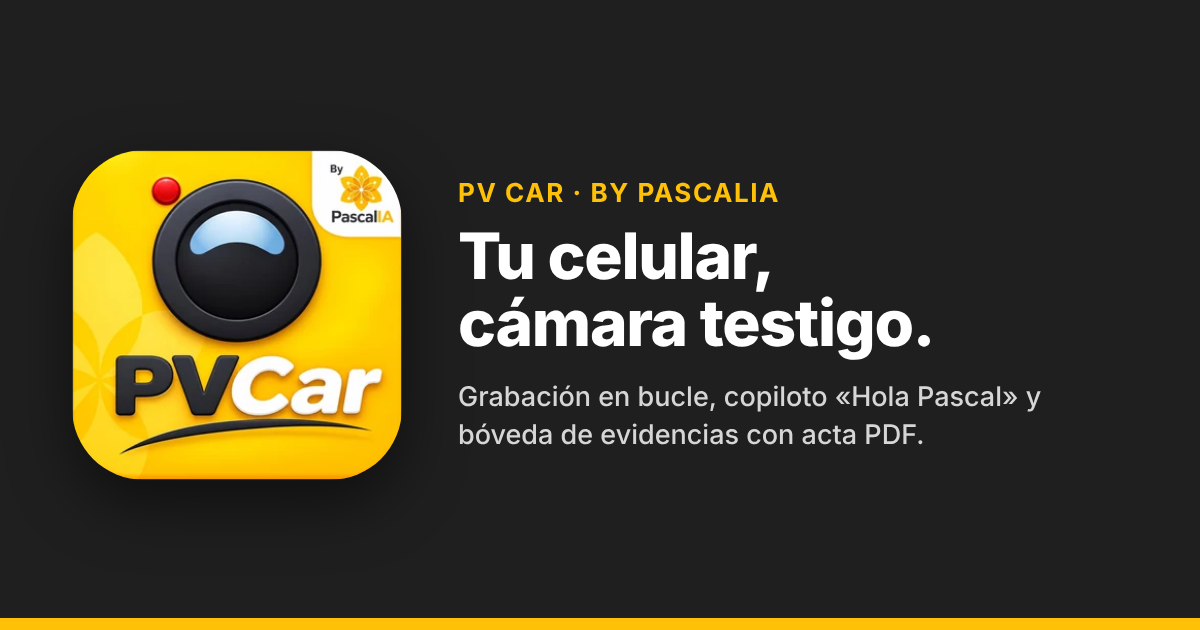 By
PascalIA
PVCar
PV CAR · BY PASCALIA
Tu celular,
cámara testigo.
Grabación en bucle, copiloto «Hola Pascal» y
bóveda de evidencias con acta PDF.